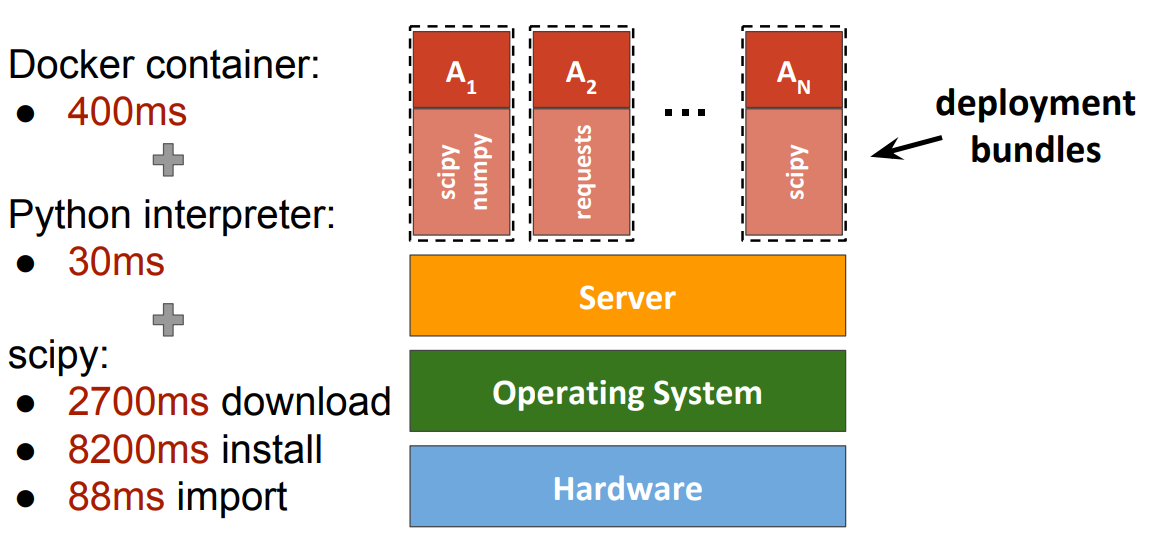 Docker container:
● 400ms
Python interpreter:
● 30ms
scipy:
● 2700ms download
● 8200ms install
● 88ms import
A1
scipy
numpy
A2
requests
...
AN
scipy
deployment
bundles
Server
Operating System
Hardware